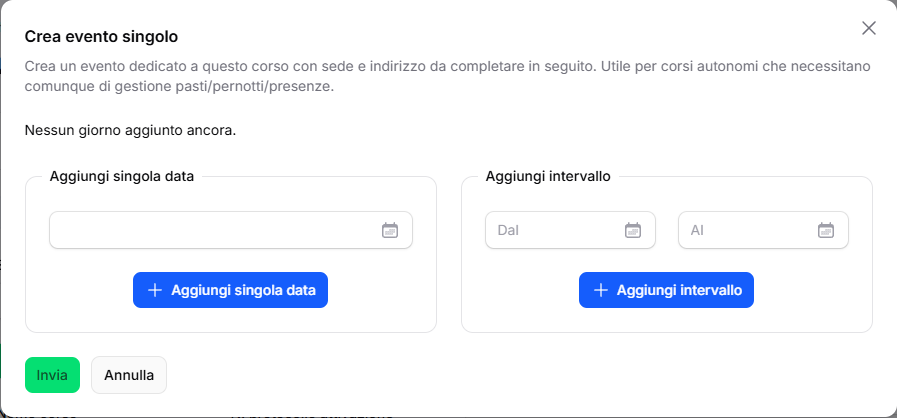 Crea evento singolo
Crea un evento dedicato a questo corso con sede e indirizzo da completare in seguito. Utile per corsi autonomi che necessitano
comunque di gestione pasti/pernotti/presenze.
Nessun giorno aggiunto ancora.
Aggiungi singola data
Aggiungi intervallo
Dal
Al
Aggiungi singola data
Aggiungi intervallo
Invia
Annulla